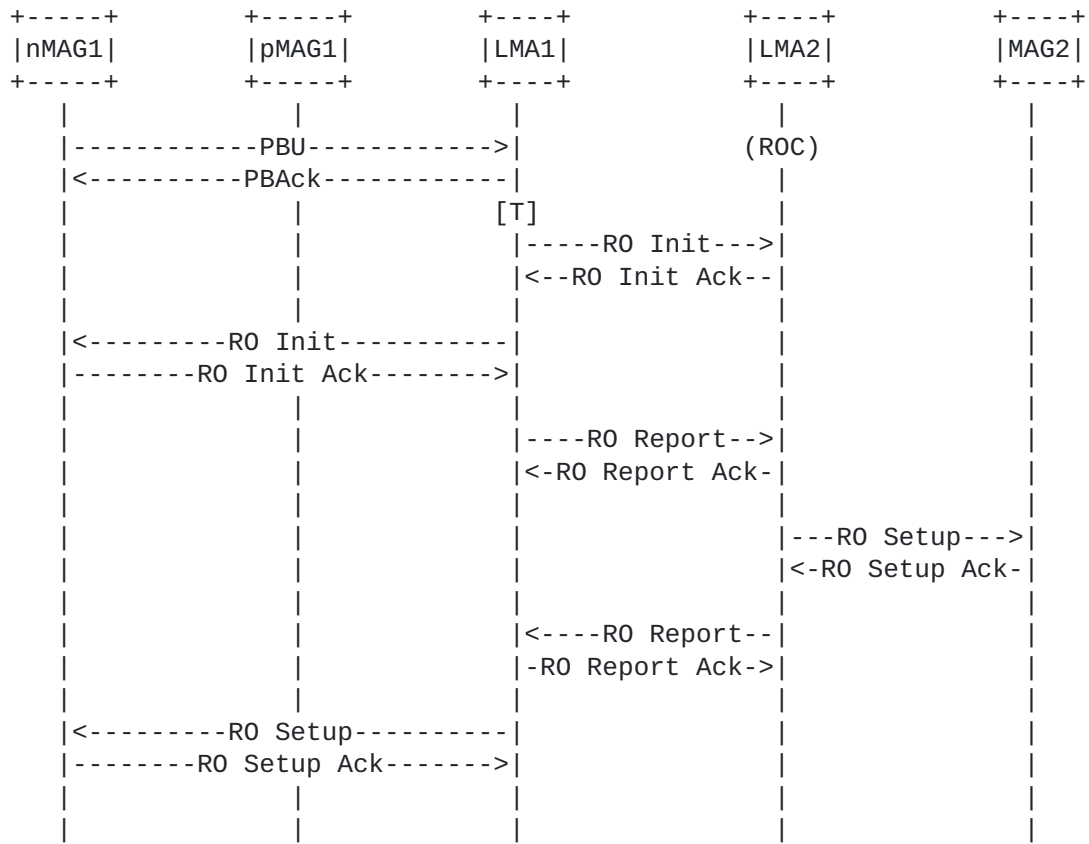 +-----+         +-----+        +----+           +----+            +----+
|nMAG1|         |pMAG1|        |LMA1|           |LMA2|            |MAG2|
+-----+         +-----+        +----+           +----+            +----+
   |               |             |                |               |
   |------------PBU------------>|              (ROC)             |
   |<----------PBAck------------|                |               |
   |               |            [T]               |               |
   |               |             |-----RO Init--->|               |
   |               |             |<--RO Init Ack--|               |
   |               |             |                |               |
   |<---------RO Init-----------|                |               |
   |--------RO Init Ack-------->|                |               |
   |               |             |                |               |
   |               |             |----RO Report-->|               |
   |               |             |<-RO Report Ack-|               |
   |               |             |                |               |
   |               |             |                |---RO Setup--->|
   |               |             |                |<-RO Setup Ack-|
   |               |             |                |               |
   |               |             |<----RO Report--|               |
   |               |             |-RO Report Ack->|               |
   |               |             |                |               |
   |<---------RO Setup----------|                |               |
   |--------RO Setup Ack------->|                |               |
   |               |             |                |               |
   |               |             |                |               |